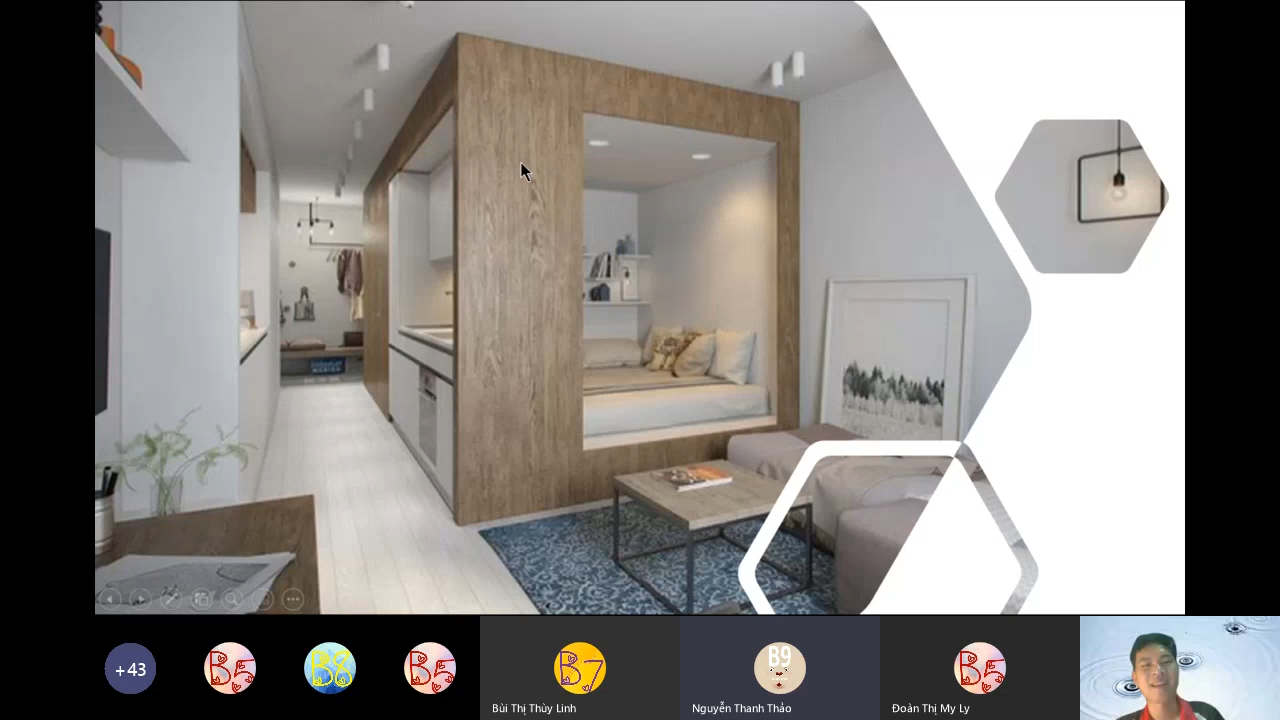 +43
B5
B8
B5
B7
B9
B5
Bùi Thị Thùy Linh
Nguyễn Thanh Thảo
Đoàn Thị My Ly